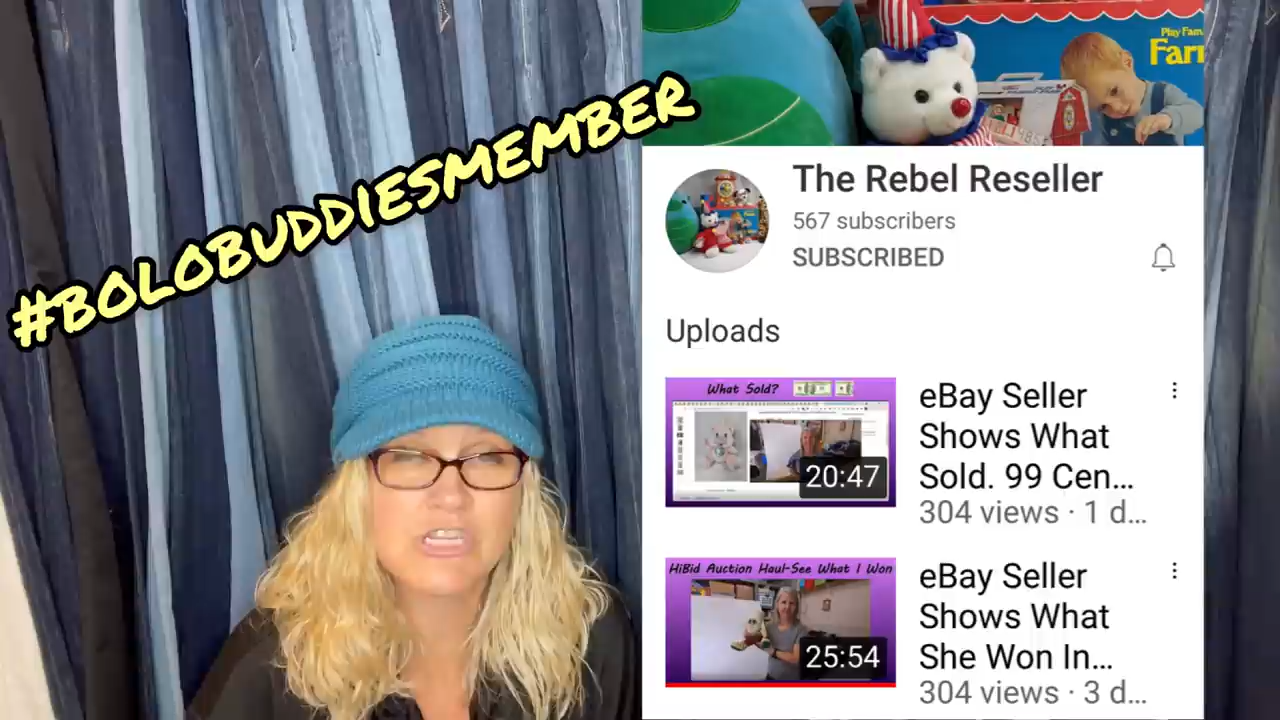 #BOLOBUDDIESMEMBER
Play Fam
Farm
The Rebel Reseller
567 subscribers
SUBSCRIBED
Uploads
What Sold?
20:47
eBay Seller
Shows What
Sold. 99 Cen...
304 views · 1 d...
HiBid Auction Haul-See What I Won
25:54
eBay Seller
Shows What
She Won In...
304 views · 3 d...